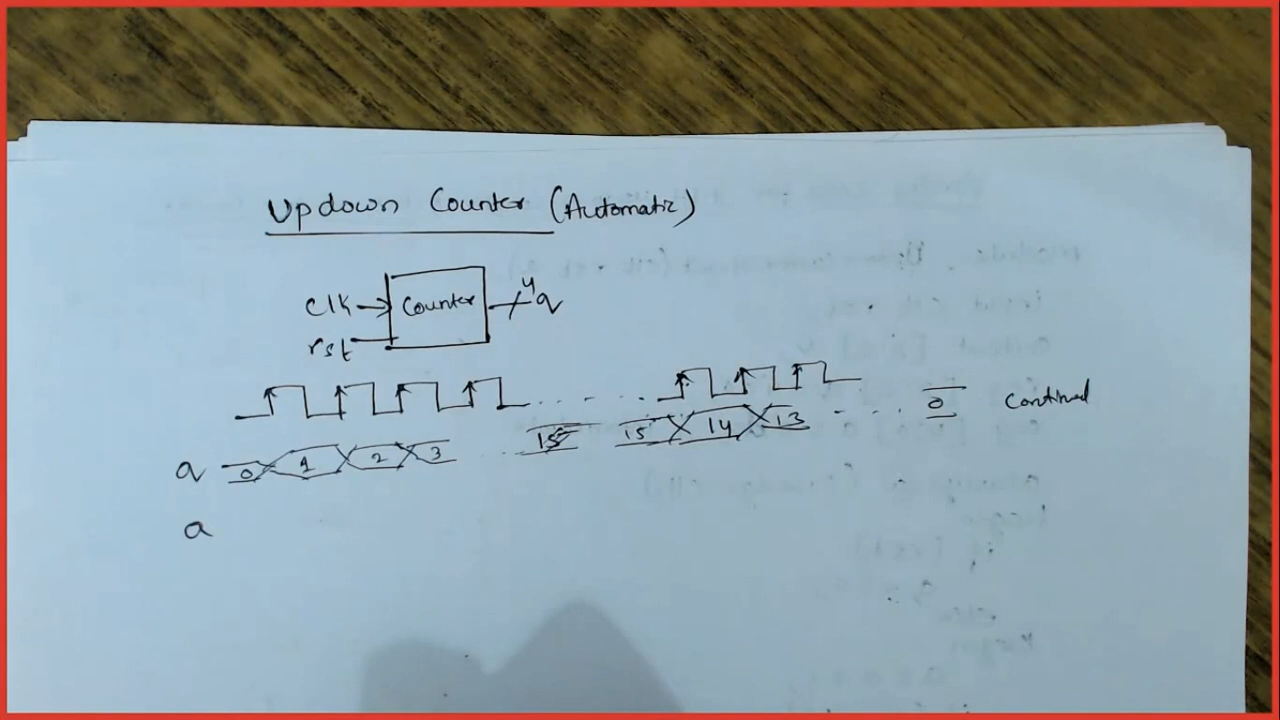 Updown Counter (Automatic)
clk Counter 4 q
rst
0 continued
15 15 14 13
q 0 1 2 3
a